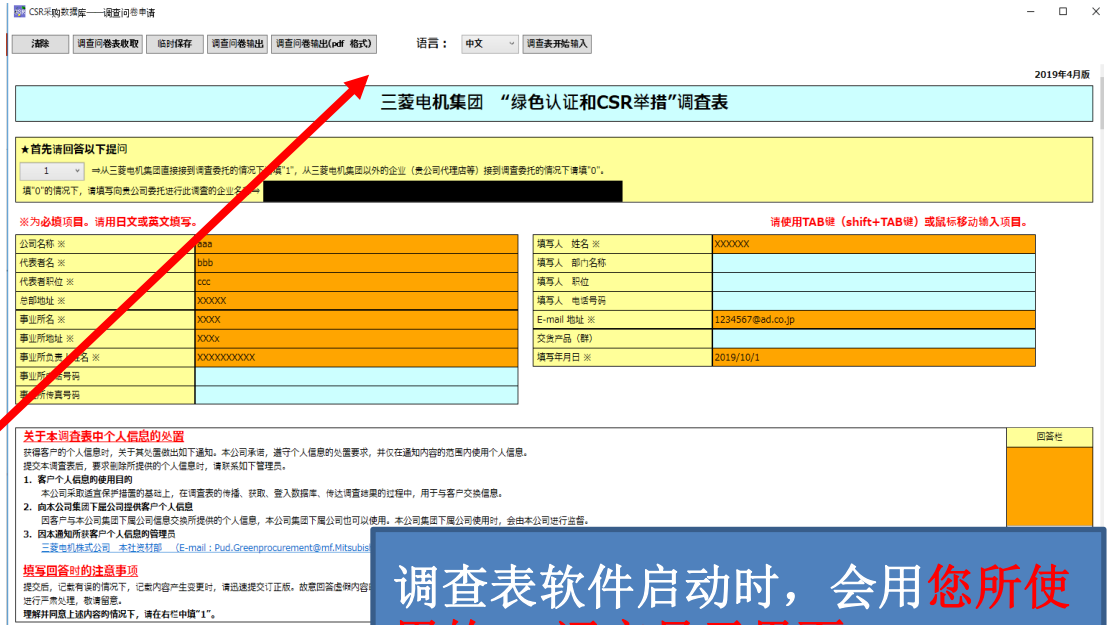 CSR采购数据库——调查问卷申请
清除 调查问卷表收取 临时保存 调查问卷输出 调查问卷输出(pdf 格式) 语言： 中文 调查表开始输入
2019年4月版
三菱电机集团 “绿色认证和CSR举措”调查表
★首先请回答以下提问
1 ⇒从三菱电机集团直接接到调查委托的情况下请填"1"，从三菱电机集团以外的企业（贵公司代理店等）接到调查委托的情况下请填"0"。
填"0"的情况下，请填写向贵公司委托进行此调查的企业名⇒
※为必填项目。请用日文或英文填写。
请使用TAB键（shift+TAB键）或鼠标移动输入项目。
公司名称 ※ aaa
代表者名 ※ bbb
代表者职位 ※ ccc
总部地址 ※ XXXXX
事业所名 ※ XXXX
事业所地址 ※ XXXx
事业所负责人姓名 ※ XXXXXXXXXX
事业所电话号码
事业所传真号码
填写人 姓名 ※ XXXXXX
填写人 部门名称
填写人 职位
填写人 电话号码
E-mail 地址 ※ 1234567@ad.co.jp
交货产品（群）
填写年月日 ※ 2019/10/1
关于本调查表中个人信息的处置
回答栏
获得客户的个人信息时，关于其处置做出如下通知。本公司承诺，遵守个人信息的处置要求，并仅在通知内容的范围内使用个人信息。
提交本调查表后，要求删除所提供的个人信息时，请联系如下管理员。
1. 客户个人信息的使用目的
本公司采取适宜保护措置的基础上，在调查表的传播、获取、登入数据库、传达调查结果的过程中，用于与客户交换信息。
2. 向本公司集团下属公司提供客户个人信息
因客户与本公司集团下属公司信息交换所提供的个人信息，本公司集团下属公司也可以使用。本公司集团下属公司使用时，会由本公司进行监督。
3. 因本通知所获客户个人信息的管理员
三菱电机株式公司 本社资材部 （E-mail : Pud.Greenprocurement@mf.Mitsubis
填写回答时的注意事项
提交后，记载有误的情况下，记载内容产生变更时，请迅速提交订正版。故意回答虚伪内容
进行严肃处理，敬请留意。
理解并同意上述内容的情况下，请在右栏中填"1"。
调查表软件启动时，会用您所使